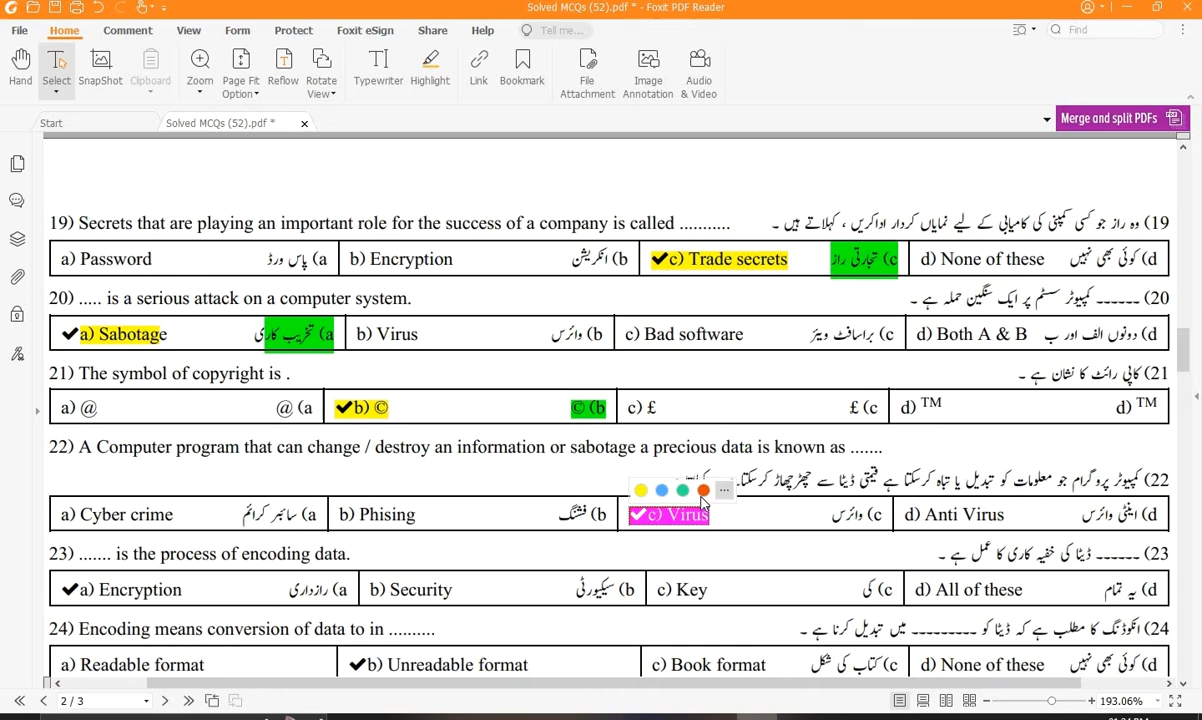 Solved MCQs (52).pdf * - Foxit PDF Reader
File Home Comment View Form Protect Foxit eSign Share Help Tell me... Find
Hand Select SnapShot Clipboard Zoom Page Fit Option Reflow Rotate View Typewriter Highlight Link Bookmark File Attachment Image Annotation Audio & Video
Start Solved MCQs (52).pdf * Merge and split PDFs
19) Secrets that are playing an important role for the success of a company is called ........... 19) وہ راز جو کسی کمپنی کی کامیابی کے لیے نمایاں کردار اداکریں ، کہلاتے ہیں ۔
a) Password a) پاس ورڈ b) Encryption b) انکرپشن ✔c) Trade secrets c) تجارتی راز d) None of these d) کوئی بھی نہیں
20) ..... is a serious attack on a computer system. 20) ______ کمپیوٹر سسٹم پر ایک سنگین حملہ ہے ۔
✔a) Sabotage a) تخریب کاری b) Virus b) وائرس c) Bad software c) براسافٹ ویئر d) Both A & B d) دونوں الف اور ب
21) The symbol of copyright is . 21) کاپی رائٹ کا نشان ہے ۔
a) @ a) @ ✔b) © b) © c) £ c) £ d) TM d) TM
22) A Computer program that can change / destroy an information or sabotage a precious data is known as .......
22) کمپیوٹر پروگرام جو معلومات کو تبدیل یا تباہ کرسکتا ہے قیمتی ڈیٹا سے چھیڑچھاڑ کرسکتا
a) Cyber crime a) سائبر کرائم b) Phising b) فشنگ ✔c) Virus c) وائرس d) Anti Virus d) اینٹی وائرس
23) ....... is the process of encoding data. 23) ______ ڈیٹا کی خفیہ کاری کا عمل ہے ۔
✔a) Encryption a) رازداری b) Security b) سیکیورٹی c) Key c) کی d) All of these d) یہ تمام
24) Encoding means conversion of data to in .......... 24) انکوڈنگ کا مطلب ہے کہ ڈیٹا کو _________ میں تبدیل کرنا ہے ۔
a) Readable format ✔b) Unreadable format c) Book format c) کتاب کی شکل d) None of these d) کوئی بھی نہیں
2 / 3 193.06%